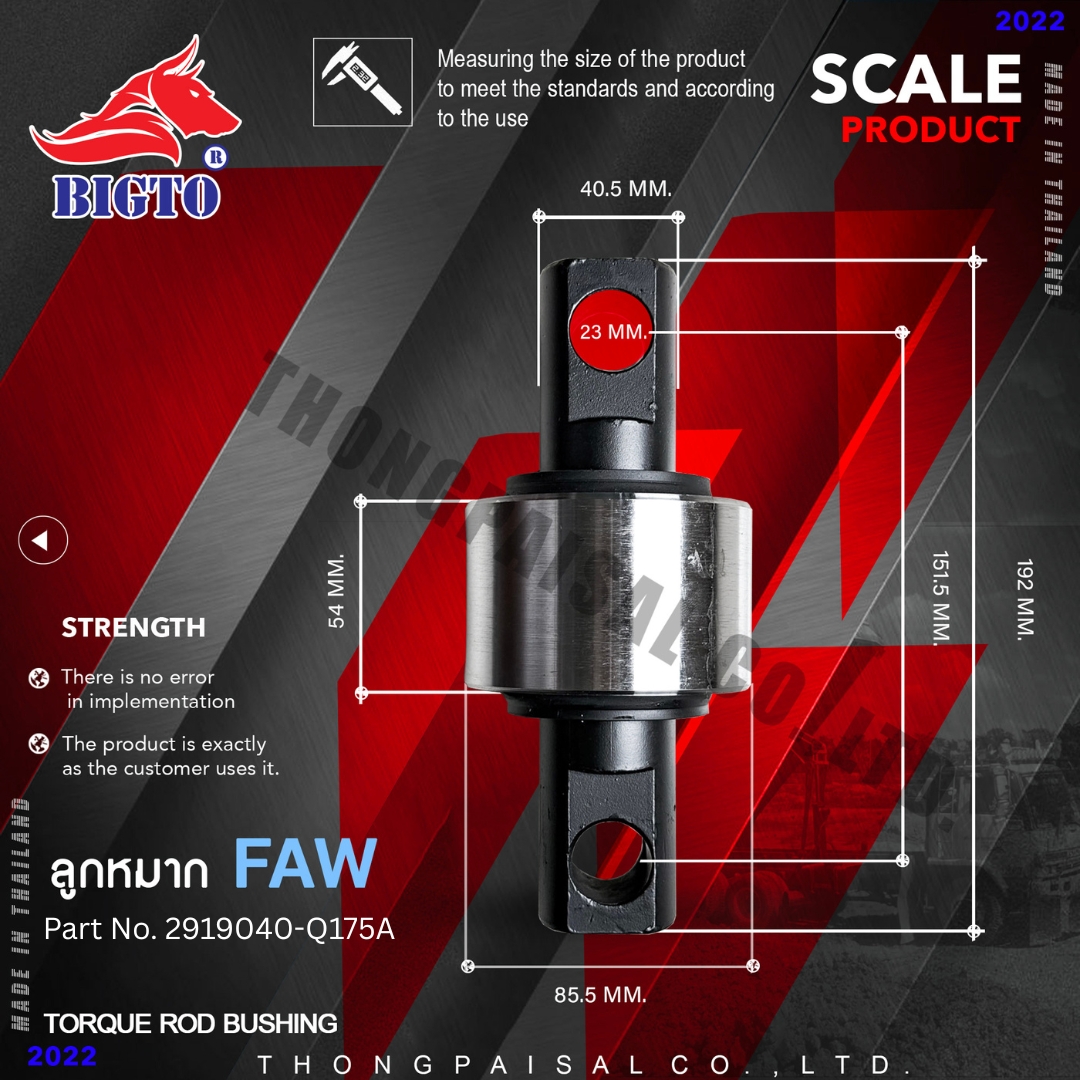 2022
SCALE
PRODUCT
MADE IN THAILAND
Measuring the size of the product
to meet the standards and according
to the use
BIGTO
R
40.5 MM.
23 MM.
THONGPAISAL CO., LTD
54 MM.
151.5 MM.
192 MM.
STRENGTH
There is no error
in implementation
The product is exactly
as the customer uses it.
ลูกหมาก FAW
Part No. 2919040-Q175A
85.5 MM.
MADE IN THAILAND
TORQUE ROD BUSHING
2022
THONGPAISAL CO.,LTD.